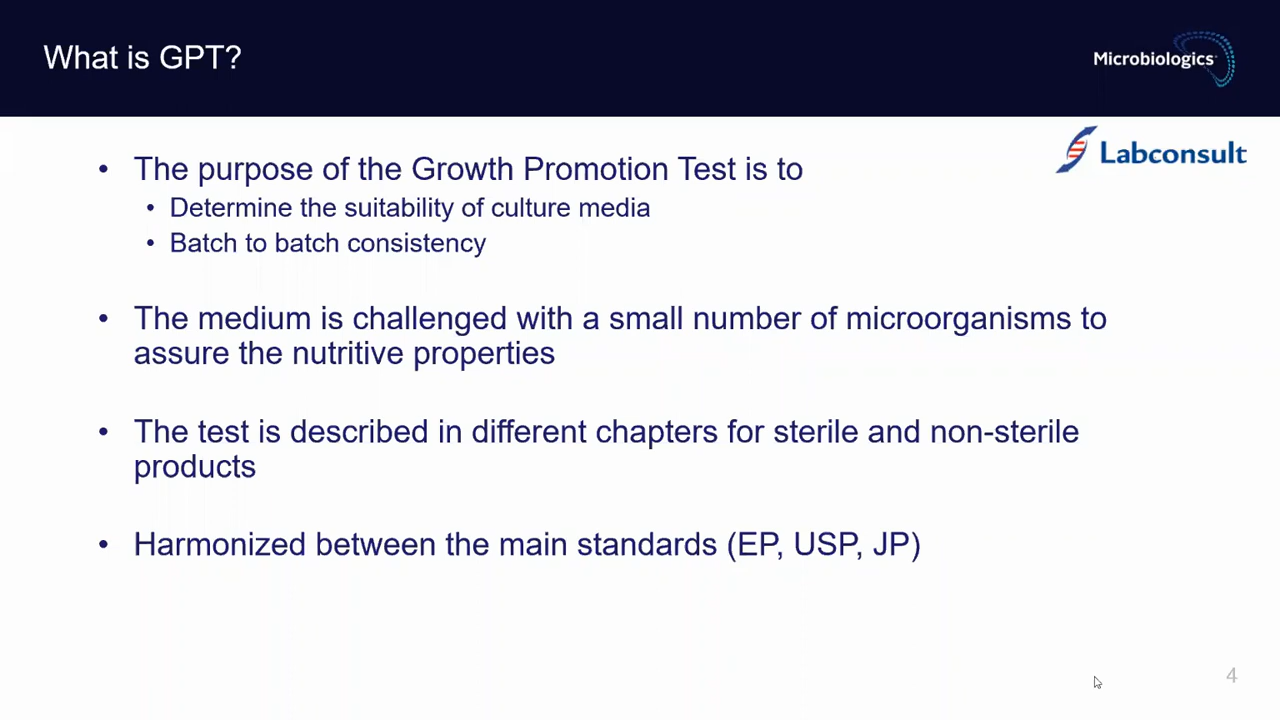 What is GPT?
Microbiologics
Labconsult
• The purpose of the Growth Promotion Test is to
• Determine the suitability of culture media
• Batch to batch consistency
• The medium is challenged with a small number of microorganisms to
assure the nutritive properties
• The test is described in different chapters for sterile and non-sterile
products
• Harmonized between the main standards (EP, USP, JP)
4